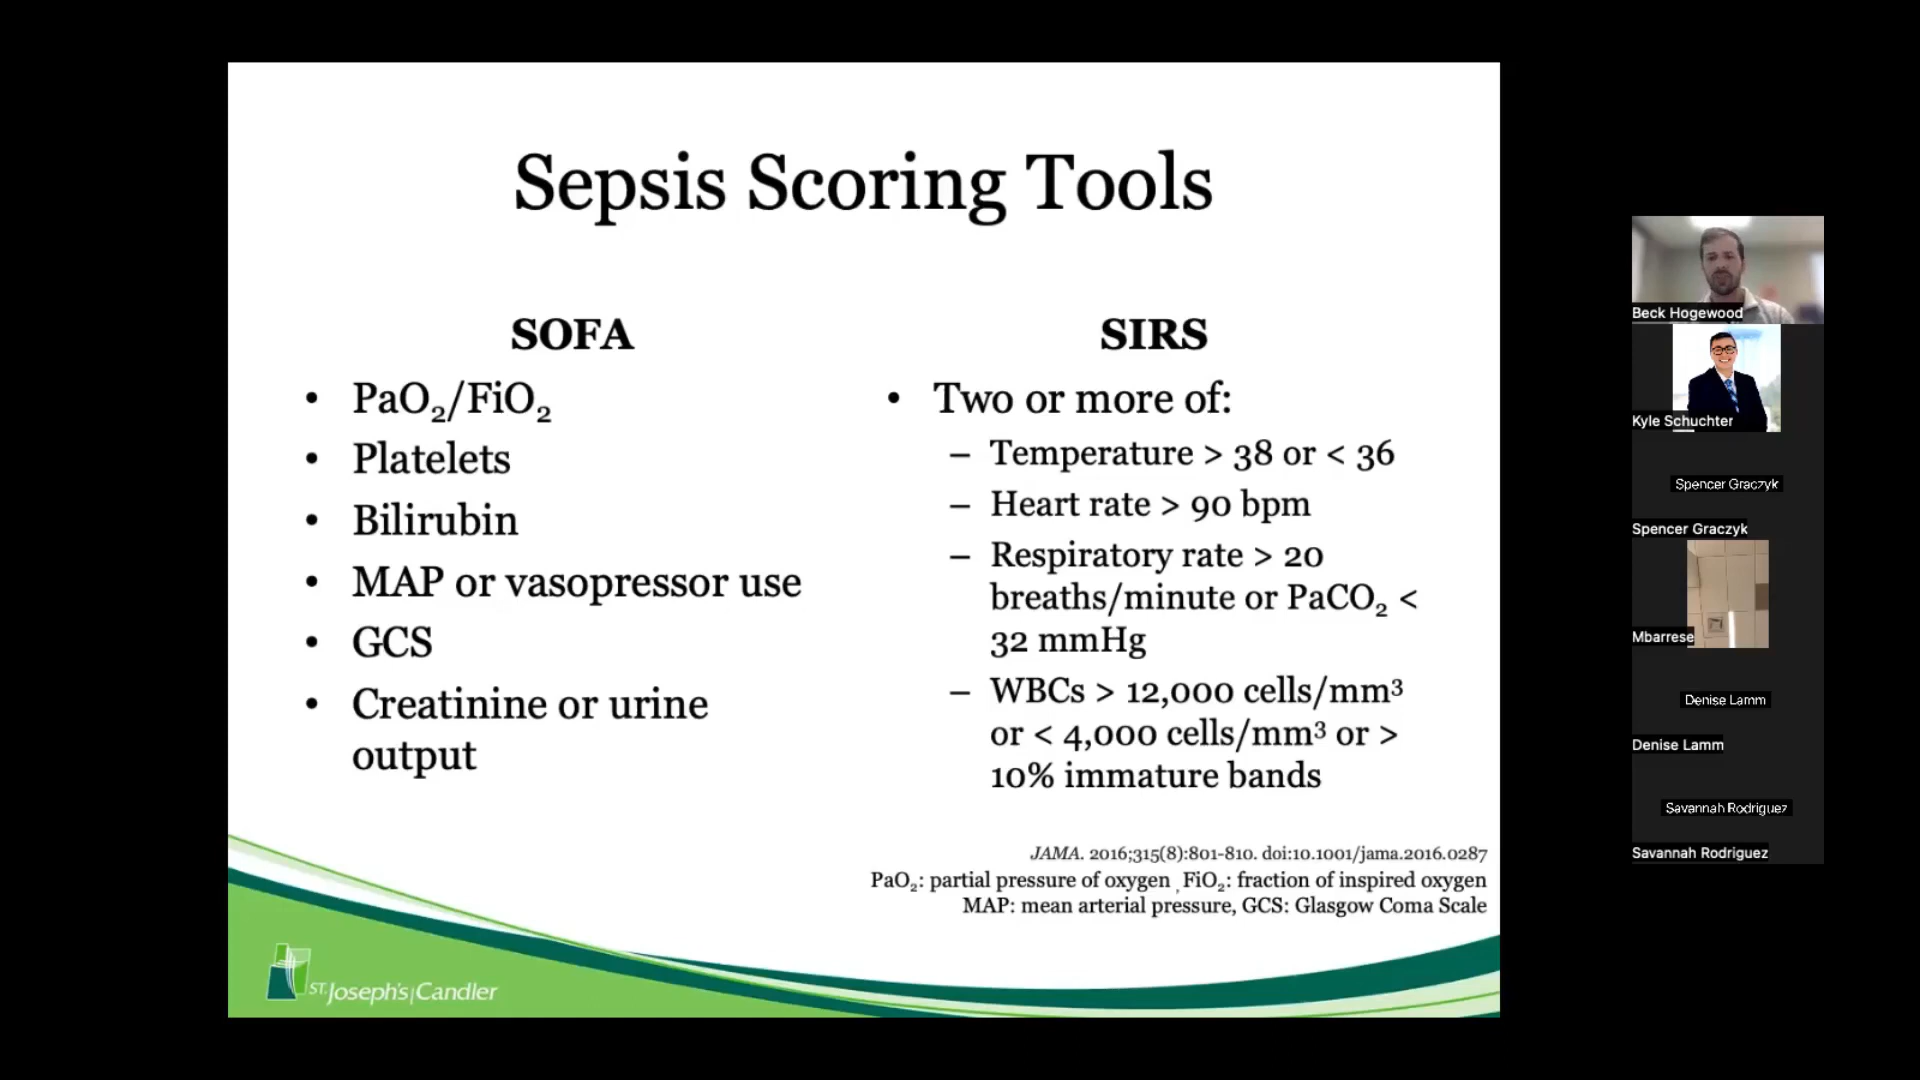 Sepsis Scoring Tools
SOFA
• PaO₂/FiO₂
• Platelets
• Bilirubin
• MAP or vasopressor use
• GCS
• Creatinine or urine
output
SIRS
• Two or more of:
– Temperature > 38 or < 36
– Heart rate > 90 bpm
– Respiratory rate > 20
breaths/minute or PaCO₂ <
32 mmHg
– WBCs > 12,000 cells/mm³
or < 4,000 cells/mm³ or >
10% immature bands
JAMA. 2016;315(8):801-810. doi:10.1001/jama.2016.0287
PaO₂: partial pressure of oxygen , FiO₂: fraction of inspired oxygen
MAP: mean arterial pressure, GCS: Glasgow Coma Scale
ST. Joseph's|Candler
Beck Hogewood
Kyle Schuchter
Spencer Graczyk
Spencer Graczyk
Mbarrese
Denise Lamm
Denise Lamm
Savannah Rodriguez
Savannah Rodriguez